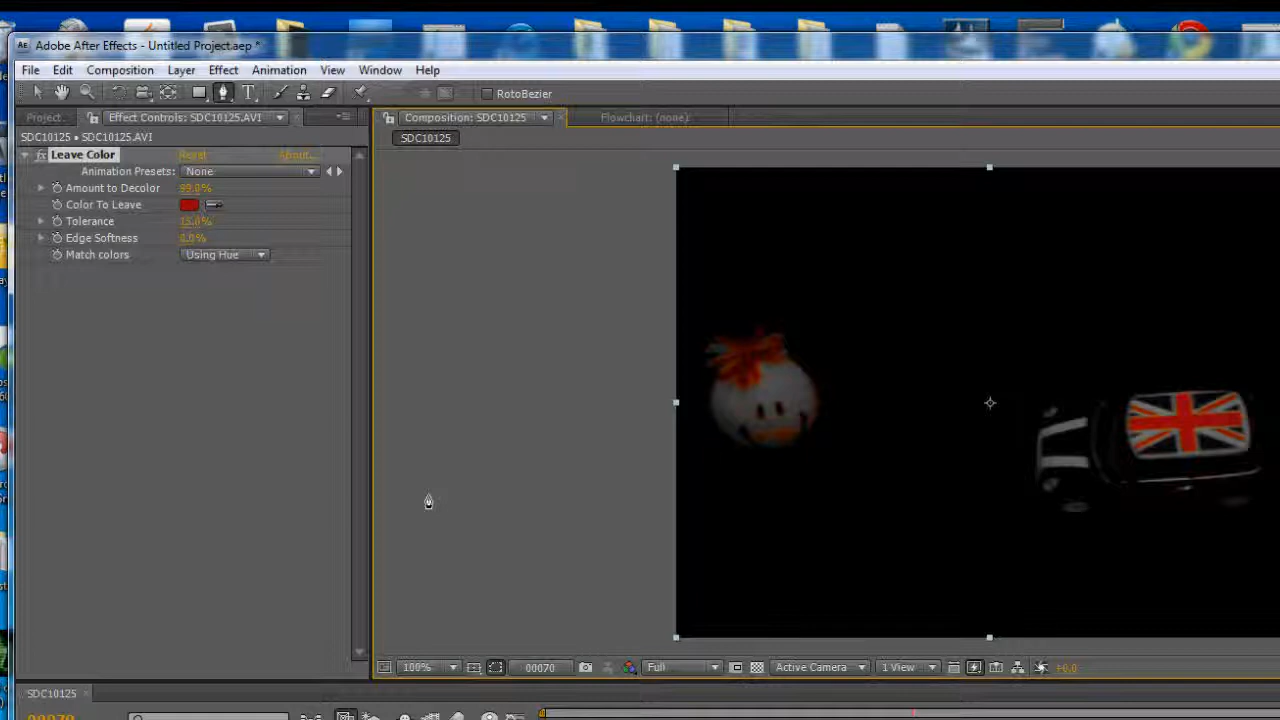 Adobe After Effects - Untitled Project.aep *
File Edit Composition Layer Effect Animation View Window Help
RotoBezier
Project Effect Controls: SDC10125.AVI Composition: SDC10125 Flowchart: (none)
SDC10125 • SDC10125.AVI SDC10125
fx Leave Color Reset About...
Animation Presets: None
Amount to Decolor 99.0%
Color To Leave
Tolerance 15.0%
Edge Softness 0.0%
Match colors Using Hue
100% 00070 Full Active Camera 1 View +0.0
SDC10125
00070